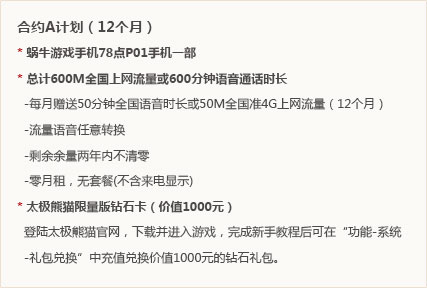 合约A计划（12个月）
* 蜗牛游戏手机78点P01手机一部
* 总计600M全国上网流量或600分钟语音通话时长
-每月赠送50分钟全国语音时长或50M全国准4G上网流量（12个月）
-流量语音任意转换
-剩余余量两年内不清零
-零月租，无套餐(不含来电显示)
* 太极熊猫限量版钻石卡（价值1000元）
登陆太极熊猫官网，下载并进入游戏，完成新手教程后可在“功能-系统
-礼包兑换”中充值兑换价值1000元的钻石礼包。